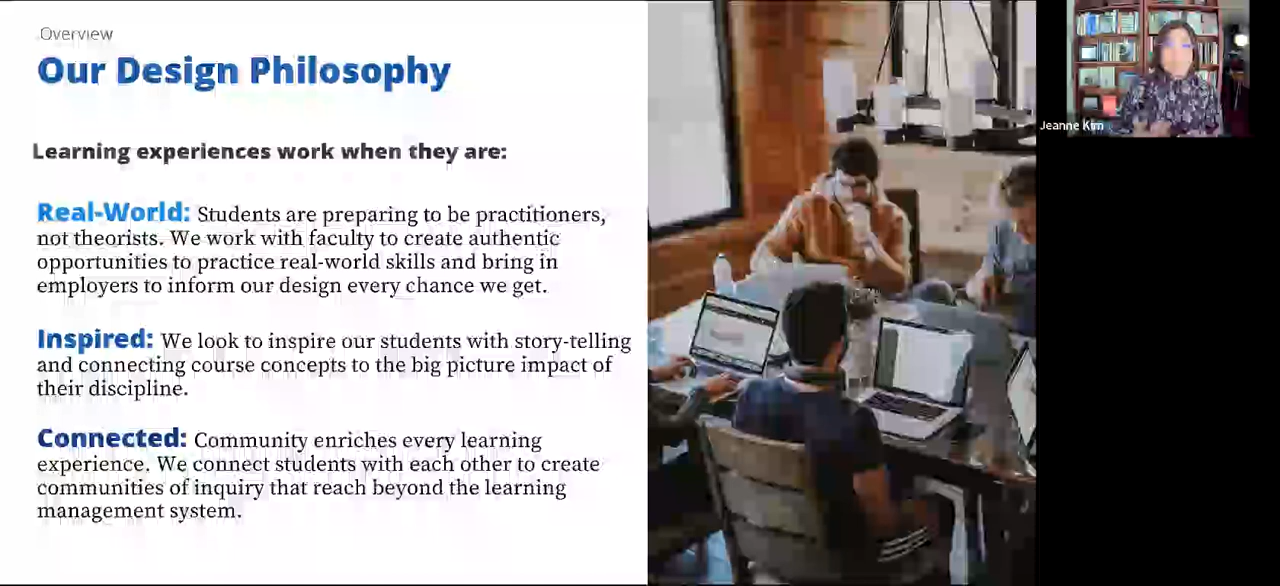 Overview
Our Design Philosophy
Learning experiences work when they are:
Real-World: Students are preparing to be practitioners,
not theorists. We work with faculty to create authentic
opportunities to practice real-world skills and bring in
employers to inform our design every chance we get.
Inspired: We look to inspire our students with story-telling
and connecting course concepts to the big picture impact of
their discipline.
Connected: Community enriches every learning
experience. We connect students with each other to create
communities of inquiry that reach beyond the learning
management system.
Jeanne Kim